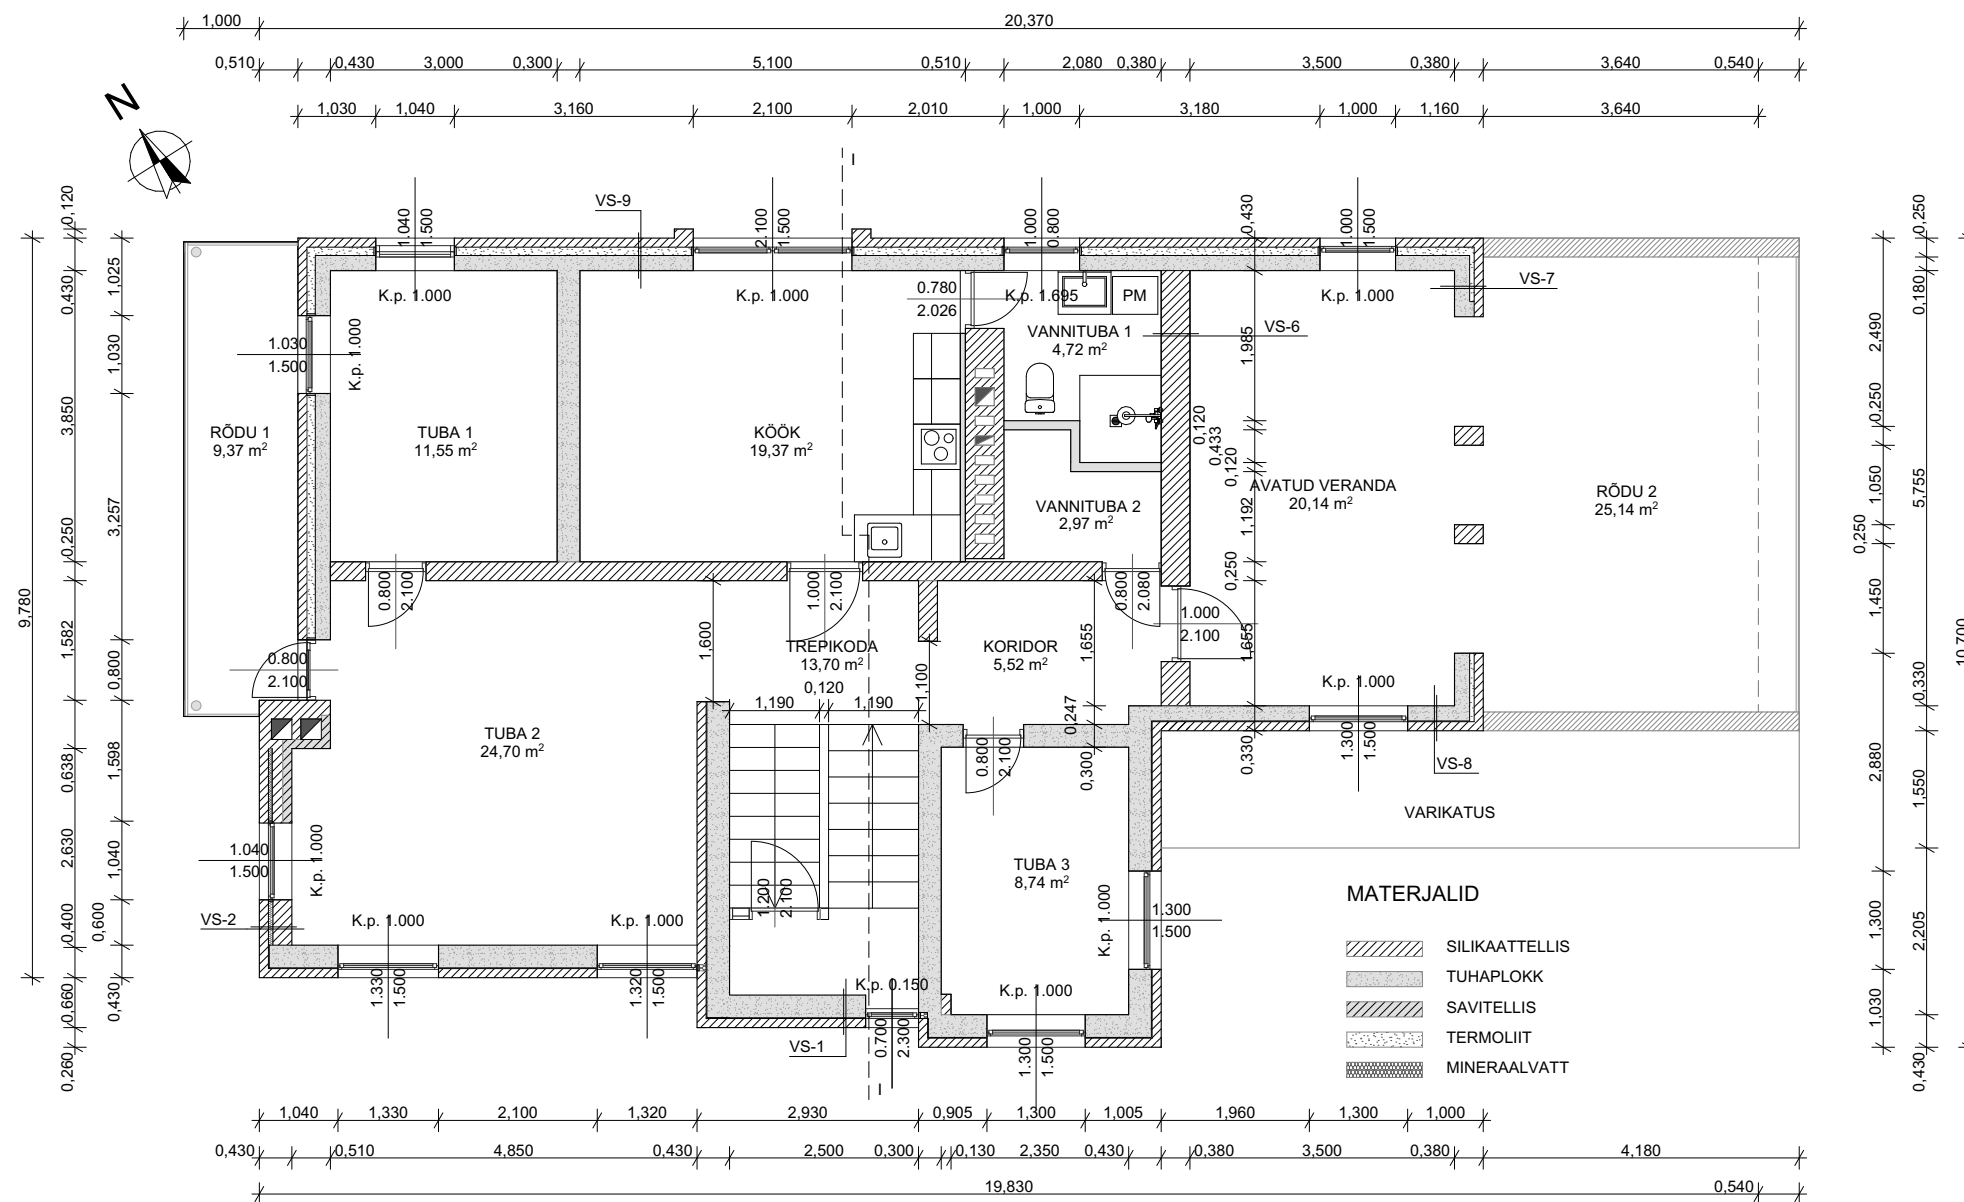 1,000 20,370
0,510 0,430 3,000 0,300 5,100 0,510 2,080 0,380 3,500 0,380 3,640 0,540
1,030 1,040 3,160 2,100 2,010 1,000 3,180 1,000 1,160 3,640
N
I
VS-9
0,120
0,430
3,850
0,250
1,582
0,638
2,630
0,400
0,660
0,260
9,780
1,025
1,030
3,257
0,800
1,598
1,040
0,600
0,430
1.040
1.500
2.100
1.500
1.000
0.800
0,430
1.000
1.500
K.p. 1.000
K.p. 1.000
0.780
2.026
K.p. 1.695
PM
K.p. 1.000
VS-7
VS-6
1.030
1.500
K.p. 1.000
VANNITUBA 1
4,72 m²
1,985
RÕDU 1
9,37 m²
TUBA 1
11,55 m²
KÖÖK
19,37 m²
0,120
0,433
0,120
1,192
0,250
VANNITUBA 2
2,97 m²
AVATUD VERANDA
20,14 m²
RÕDU 2
25,14 m²
0.800
2.100
1.000
2.100
0.800
2.080
1.000
2.100
1,600
TREPIKODA
13,70 m²
KORIDOR
5,52 m²
1,655
1,655
0.800
2.100
0,120
1,190 1,190
1,100
0,247
0,300
0,330
K.p. 1.000
1.300
1.500
VS-8
TUBA 2
24,70 m²
0.800
2.100
VARIKATUS
1.040
1.500
K.p. 1.000
1.200
2.100
TUBA 3
8,74 m²
K.p. 1.000
1.300
1.500
VS-2
K.p. 1.000
K.p. 1.000
1.330
1.500
1.320
1.500
K.p. 0.150
K.p. 1.000
VS-1
0.700
2.300
I
1.300
1.500
MATERJALID
SILIKAATTELLIS
TUHAPLOKK
SAVITELLIS
TERMOLIIT
MINERAALVATT
2,490
0,250
1,050
0,250
1,450
2,880
1,300
1,030
0,250
0,180
5,755
0,330
1,550
2,205
0,430
10,700
1,040 1,330 2,100 1,320 2,930 0,905 1,300 1,005 1,960 1,300 1,000
0,430 0,510 4,850 0,430 2,500 0,300 0,130 2,350 0,430 0,380 3,500 0,380 4,180
19,830 0,540